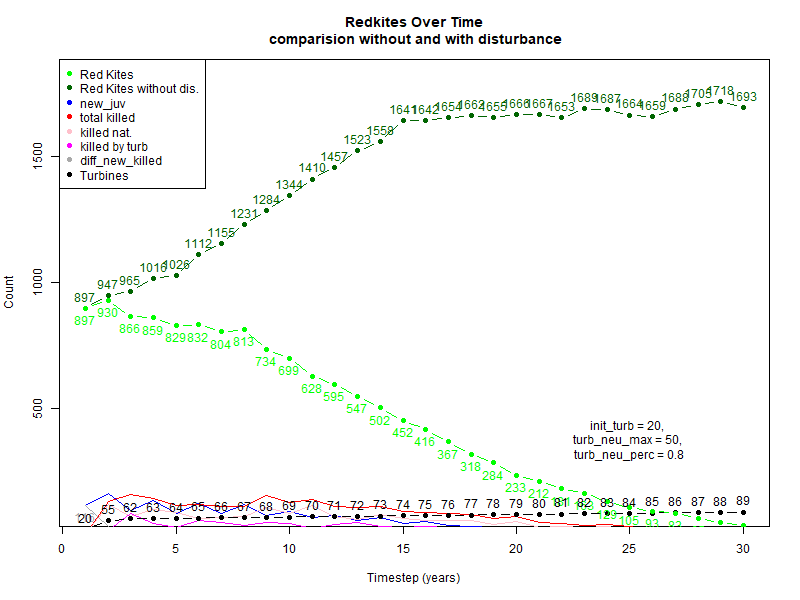 Redkites Over Time
comparision without and with disturbance
Red Kites
Red Kites without dis.
new_juv
total killed
killed nat.
killed by turb
diff_new_killed
Turbines
Count
500
1000
1500
897 947 965 1016 1026 1112 1155 1231 1284 1344 1410 1457 1523 1559 1641 1642 1654 1662 1655 1666 1667 1653 1689 1687 1664 1659 1688 1705 1718 1693
897 930 866 859 829 832 804 813 734 699 628 595 547 502 452 416 367 318 284 233 212 129 105 93 82
init_turb = 20,
turb_neu_max = 50,
turb_neu_perc = 0.8
20 55 62 63 64 65 66 67 68 69 70 71 72 73 74 75 76 77 78 79 80 81 82 83 84 85 86 87 88 89
0 5 10 15 20 25 30
Timestep (years)